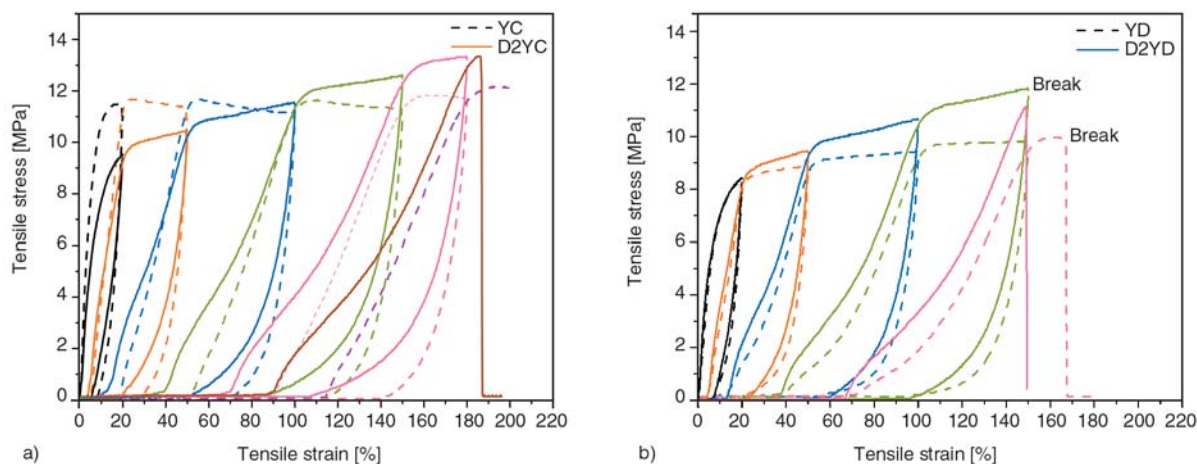 14
12
10
8
6
4
2
0
Tensile stress [MPa]
YC
D2YC
0 20 40 60 80 100 120 140 160 180 200 220
Tensile strain [%]
a)
14
12
10
8
6
4
2
0
Tensile stress [MPa]
YD
D2YD
Break
Break
0 20 40 60 80 100 120 140 160 180 200 220
Tensile strain [%]
b)